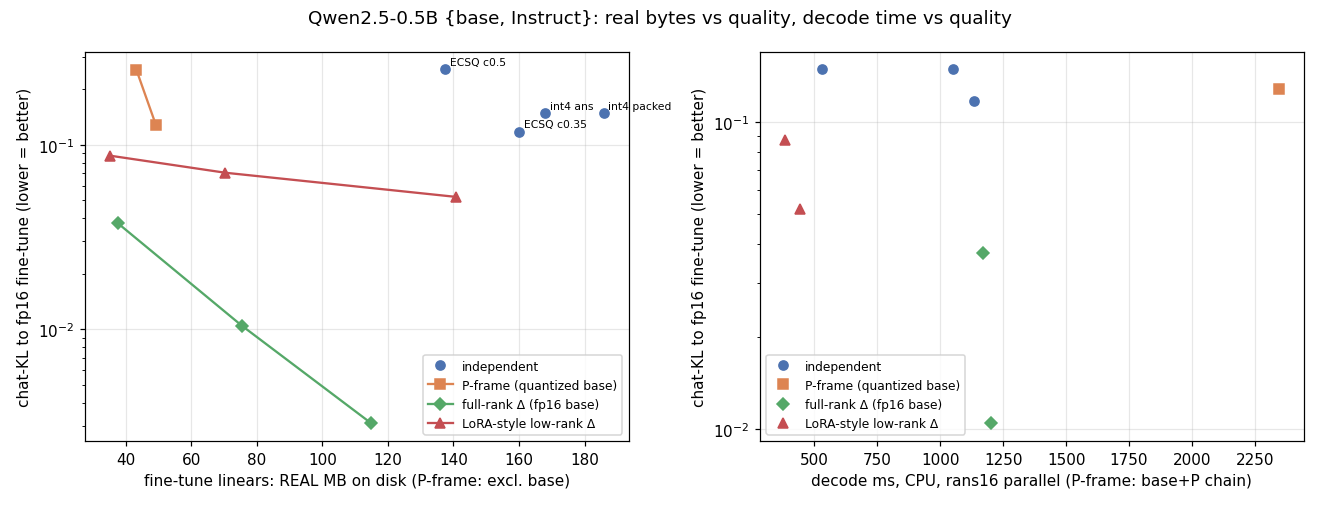 Qwen2.5-0.5B {base, Instruct}: real bytes vs quality, decode time vs quality
chat-KL to fp16 fine-tune (lower = better)
10⁻¹
10⁻²
ECSQ c0.5
int4 ans
int4 packed
ECSQ c0.35
independent
P-frame (quantized base)
full-rank Δ (fp16 base)
LoRA-style low-rank Δ
40 60 80 100 120 140 160 180
fine-tune linears: REAL MB on disk (P-frame: excl. base)
chat-KL to fp16 fine-tune (lower = better)
10⁻¹
10⁻²
independent
P-frame (quantized base)
full-rank Δ (fp16 base)
LoRA-style low-rank Δ
500 750 1000 1250 1500 1750 2000 2250
decode ms, CPU, rans16 parallel (P-frame: base+P chain)